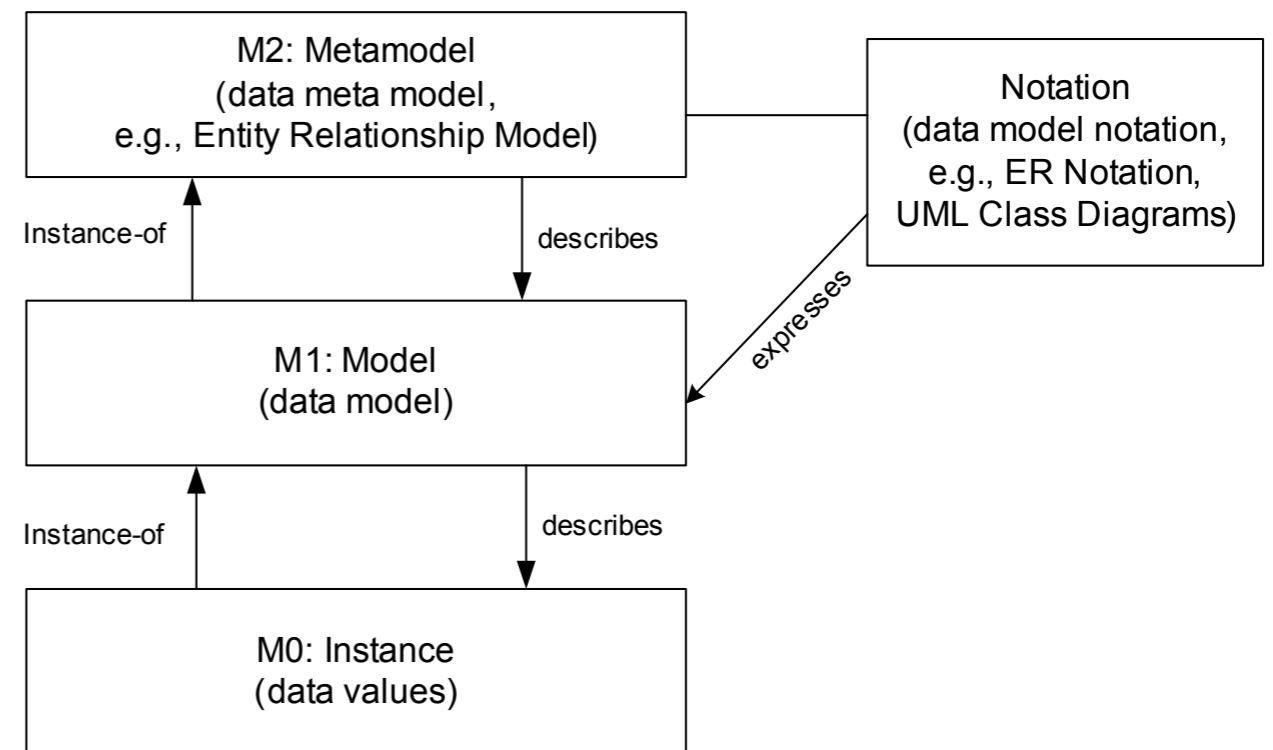 M2: Metamodel
(data meta model,
e.g., Entity Relationship Model)
Notation
(data model notation,
e.g., ER Notation,
UML Class Diagrams)
Instance-of
describes
expresses
M1: Model
(data model)
Instance-of
describes
M0: Instance
(data values)